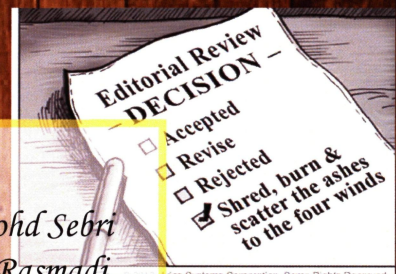 Editorial Review
– DECISION –
Accepted
Revise
Rejected
Shred, burn &
scatter the ashes
to the four winds
ohd Sebri
Rasmadi